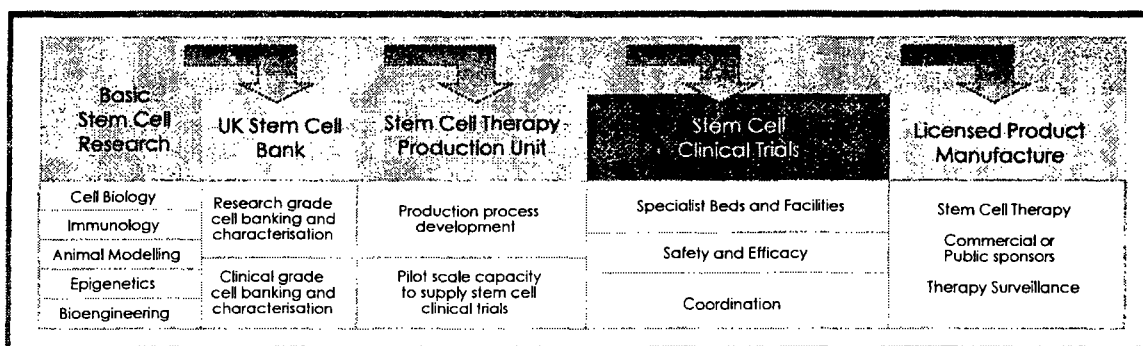 Basic
Stem Cell
Research
UK Stem Cell
Bank
Stem Cell Therapy
Production Unit
Stem Cell
Clinical Trials
Licensed Product
Manufacture
Cell Biology
Immunology
Animal Modelling
Epigenetics
Bioengineering
Research grade
cell banking and
characterisation
Clinical grade
cell banking and
characterisation
Production process
development
Pilot scale capacity
to supply stem cell
clinical trials
Specialist Beds and Facilities
Safety and Efficacy
Coordination
Stem Cell Therapy
Commercial or
Public sponsors
Therapy Surveillance